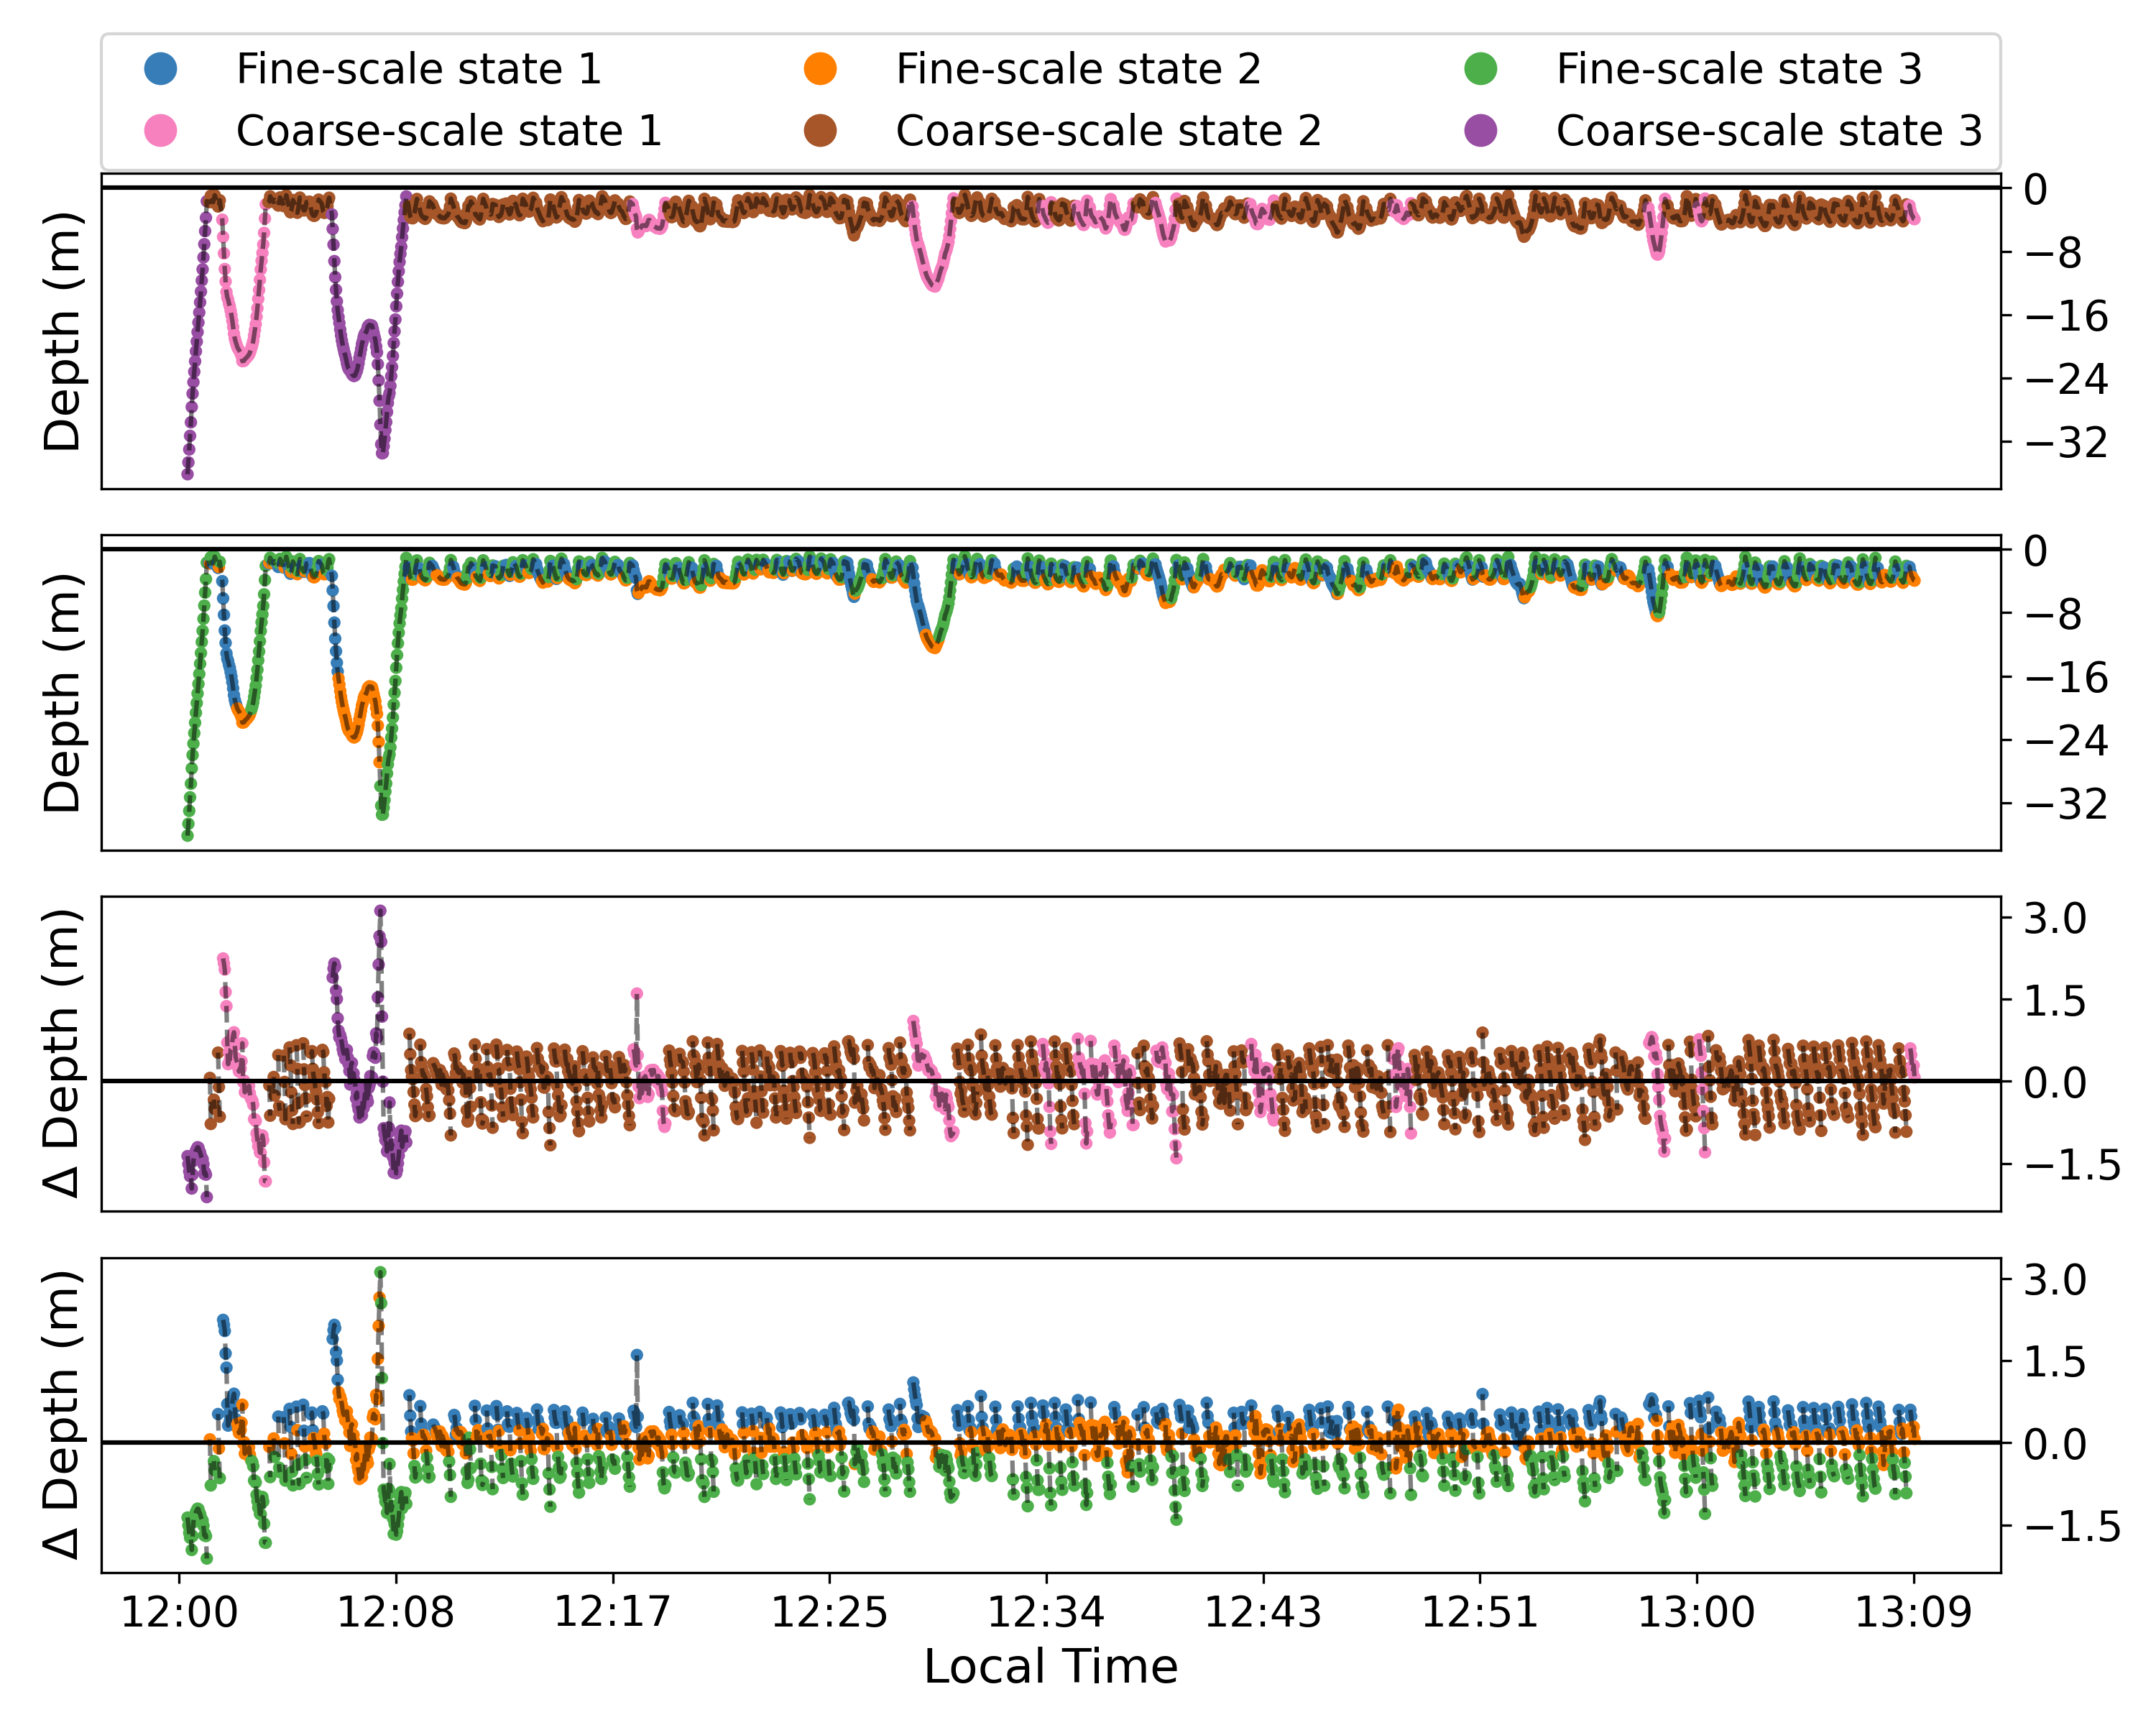 Fine-scale state 1 Fine-scale state 2 Fine-scale state 3
Coarse-scale state 1 Coarse-scale state 2 Coarse-scale state 3
Depth (m)
0
−8
−16
−24
−32
Depth (m)
0
−8
−16
−24
−32
Δ Depth (m)
3.0
1.5
0.0
−1.5
Δ Depth (m)
3.0
1.5
0.0
−1.5
12:00 12:08 12:17 12:25 12:34 12:43 12:51 13:00 13:09
Local Time